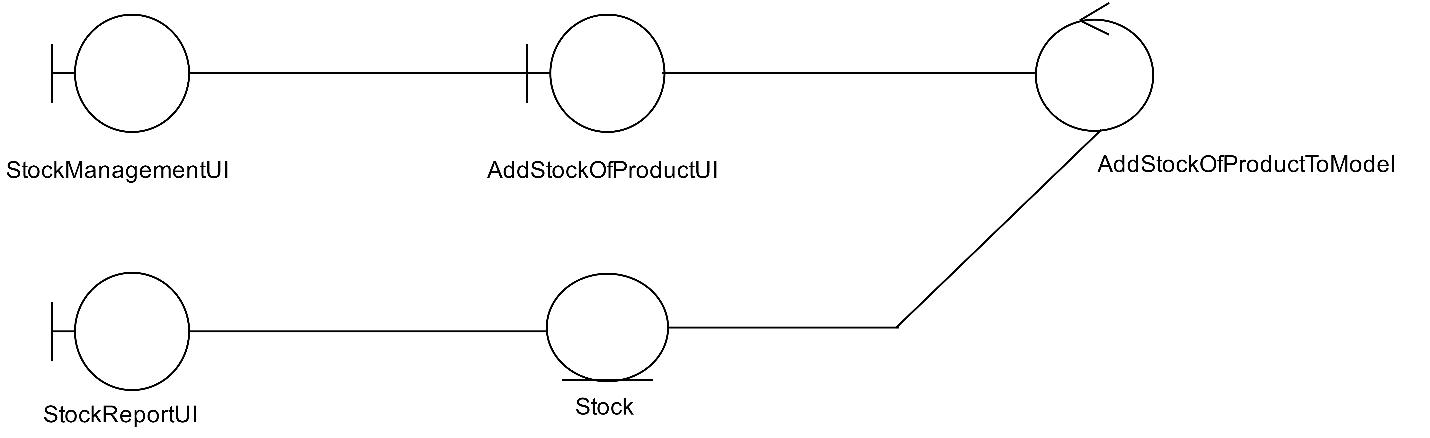 StockManagementUI
AddStockOfProductUI
AddStockOfProductToModel
StockReportUI
Stock